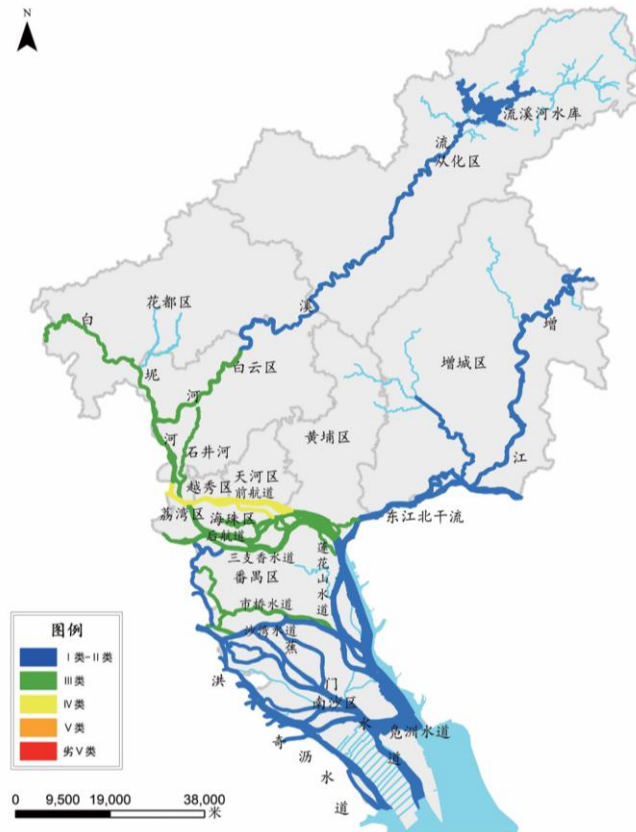 N
流溪河水库
流
从化区
溪
花都区
白
坭
河
增
增城区
白云区
河
石井河
黄埔区
江
越秀区
天河区
前航道
荔湾区
海珠区
后航道
东江北干流
三支香水道
莲花山水道
番禺区
市桥水道
沙湾水道
蕉
门
水
道
南沙区
洪
奇
沥
水
道
凫洲水道
图例
Ⅰ类-Ⅱ类
Ⅲ类
Ⅳ类
Ⅴ类
劣Ⅴ类
0 9,500 19,000 38,000
米